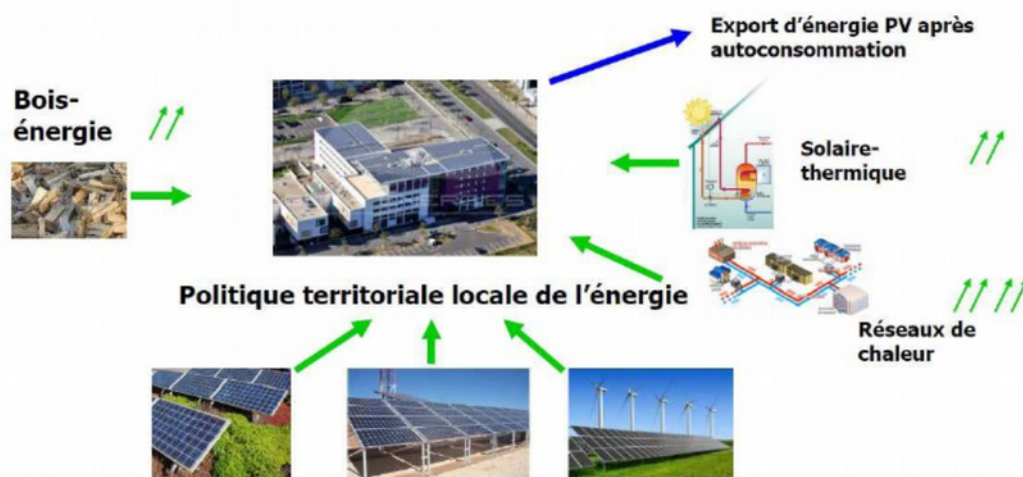 Export d’énergie PV après
autoconsommation
Bois-
énergie
Solaire-
thermique
Politique territoriale locale de l’énergie
Réseaux de
chaleur